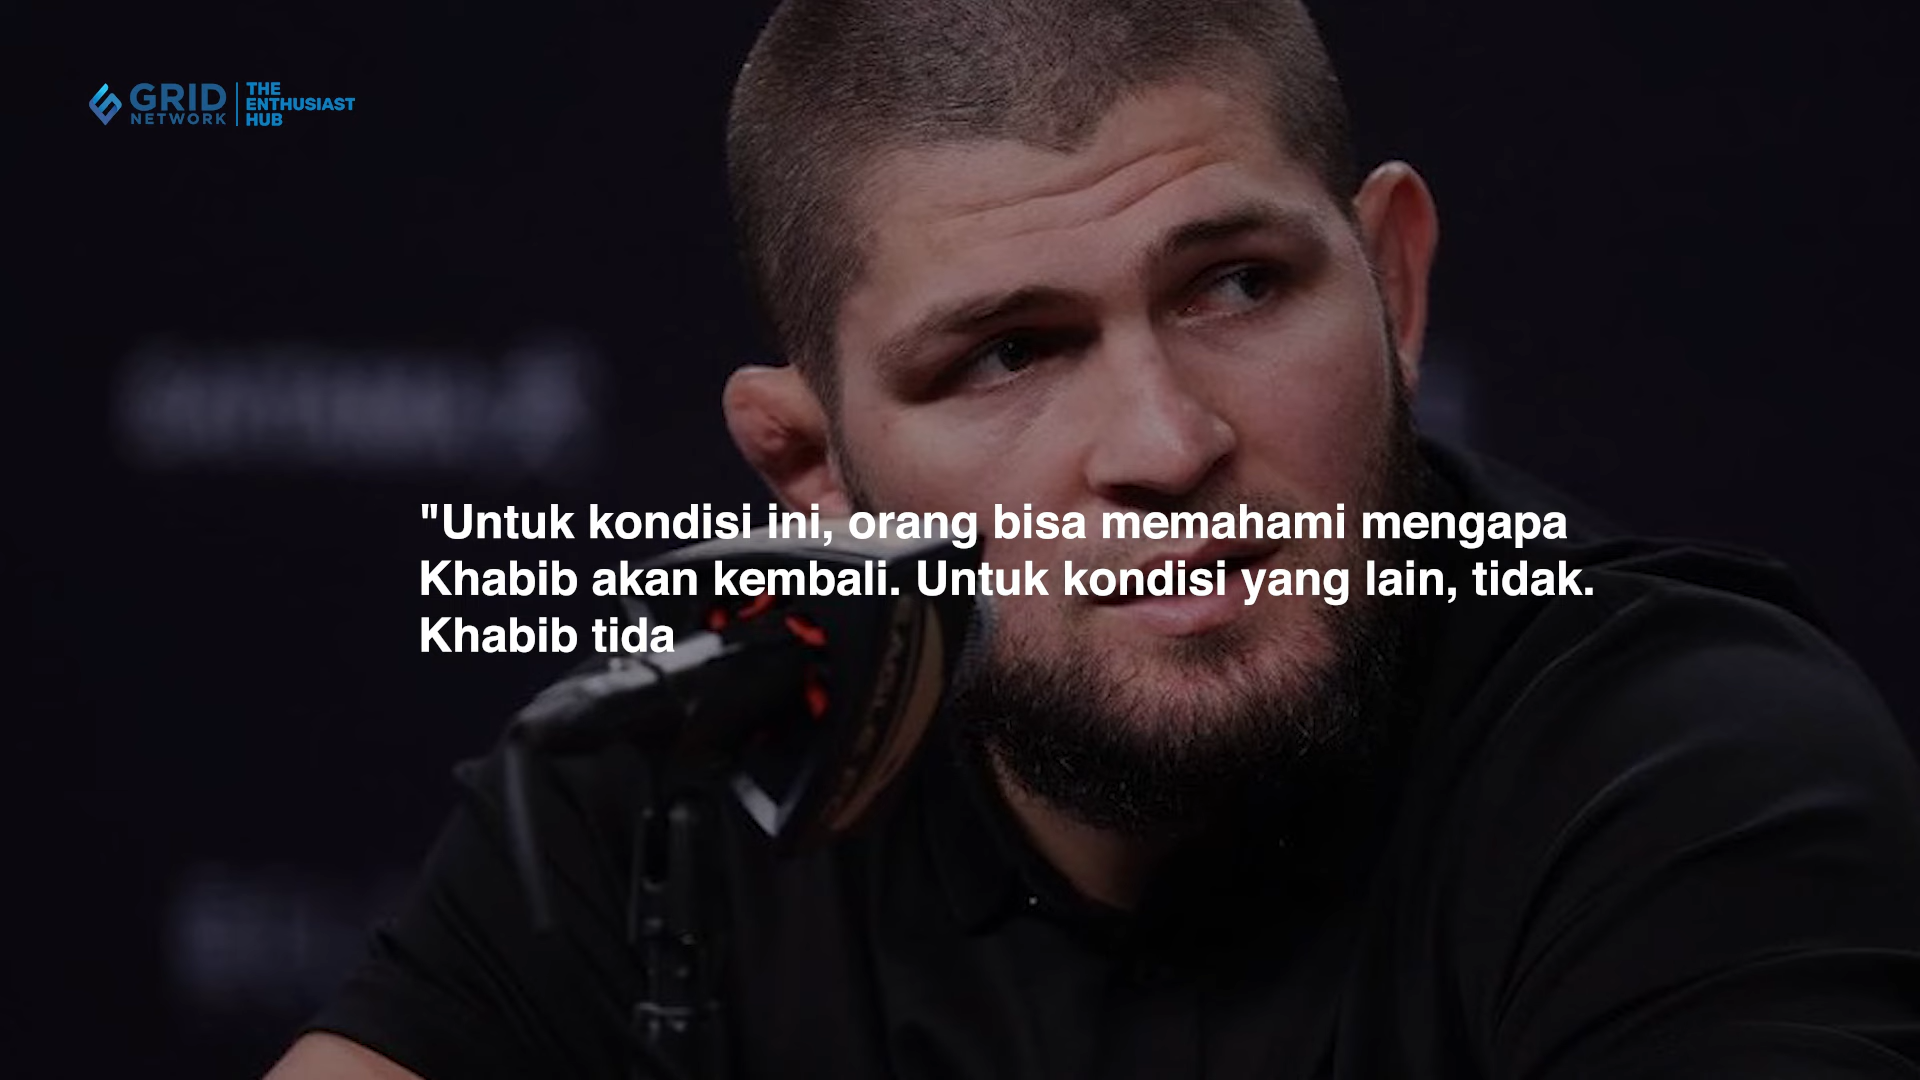 GRID
NETWORK
THE
ENTHUSIAST
HUB
"Untuk kondisi ini, orang bisa memahami mengapa
Khabib akan kembali. Untuk kondisi yang lain, tidak.
Khabib tida